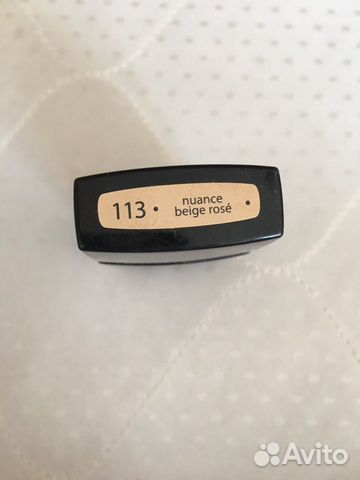 113 • nuance
beige rosé •
Avito